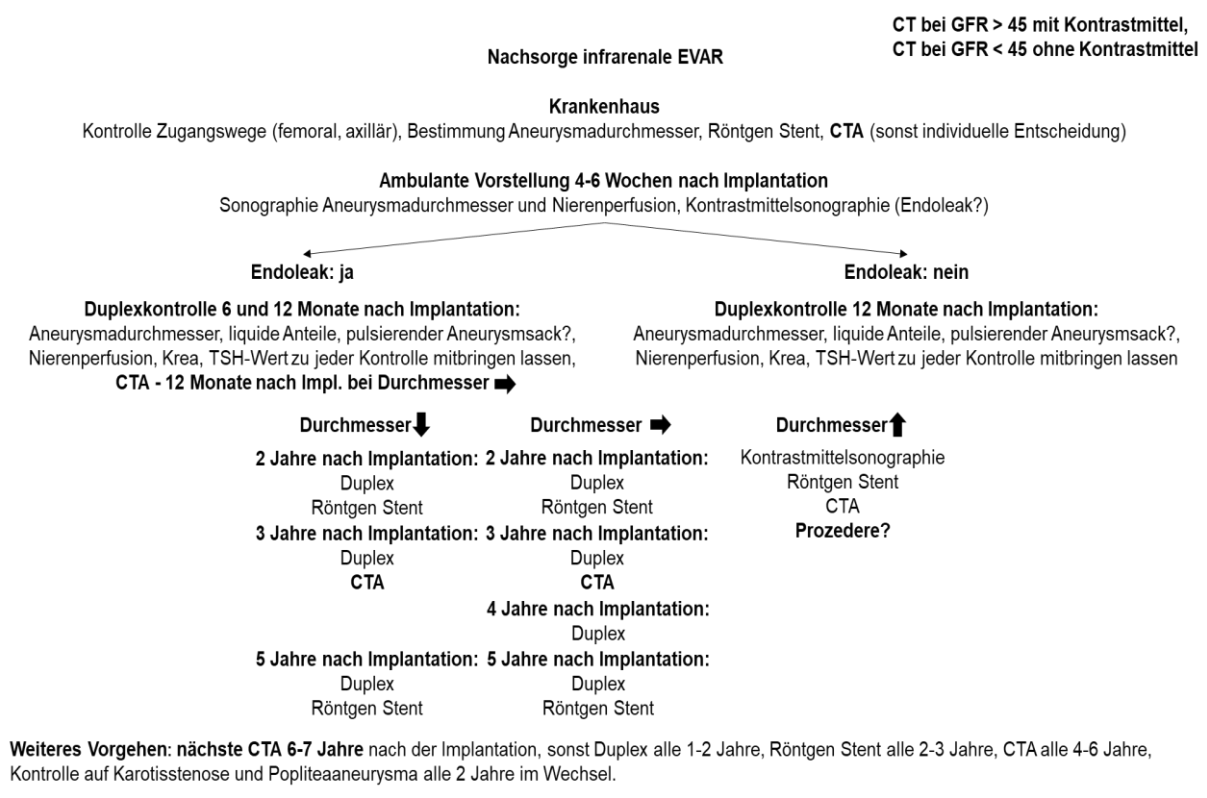 CT bei GFR > 45 mit Kontrastmittel,
CT bei GFR < 45 ohne Kontrastmittel
Nachsorge infrarenale EVAR
Krankenhaus
Kontrolle Zugangswege (femoral, axillär), Bestimmung Aneurysmadurchmesser, Röntgen Stent, CTA (sonst individuelle Entscheidung)
Ambulante Vorstellung 4-6 Wochen nach Implantation
Sonographie Aneurysmadurchmesser und Nierenperfusion, Kontrastmittelsonographie (Endoleak?)
Endoleak: ja
Duplexkontrolle 6 und 12 Monate nach Implantation:
Aneurysmadurchmesser, liquide Anteile, pulsierender Aneurysmsack?,
Nierenperfusion, Krea, TSH-Wert zu jeder Kontrolle mitbringen lassen,
CTA - 12 Monate nach Impl. bei Durchmesser ➡
Endoleak: nein
Duplexkontrolle 12 Monate nach Implantation:
Aneurysmadurchmesser, liquide Anteile, pulsierender Aneurysmsack?,
Nierenperfusion, Krea, TSH-Wert zu jeder Kontrolle mitbringen lassen
Durchmesser ⬇
2 Jahre nach Implantation:
Duplex
Röntgen Stent
3 Jahre nach Implantation:
Duplex
CTA
5 Jahre nach Implantation:
Duplex
Röntgen Stent
Durchmesser ➡
2 Jahre nach Implantation:
Duplex
Röntgen Stent
3 Jahre nach Implantation:
Duplex
CTA
4 Jahre nach Implantation:
Duplex
5 Jahre nach Implantation:
Duplex
Röntgen Stent
Durchmesser ⬆
Kontrastmittelsonographie
Röntgen Stent
CTA
Prozedere?
Weiteres Vorgehen: nächste CTA 6-7 Jahre nach der Implantation, sonst Duplex alle 1-2 Jahre, Röntgen Stent alle 2-3 Jahre, CTA alle 4-6 Jahre,
Kontrolle auf Karotisstenose und Popliteaaneurysma alle 2 Jahre im Wechsel.